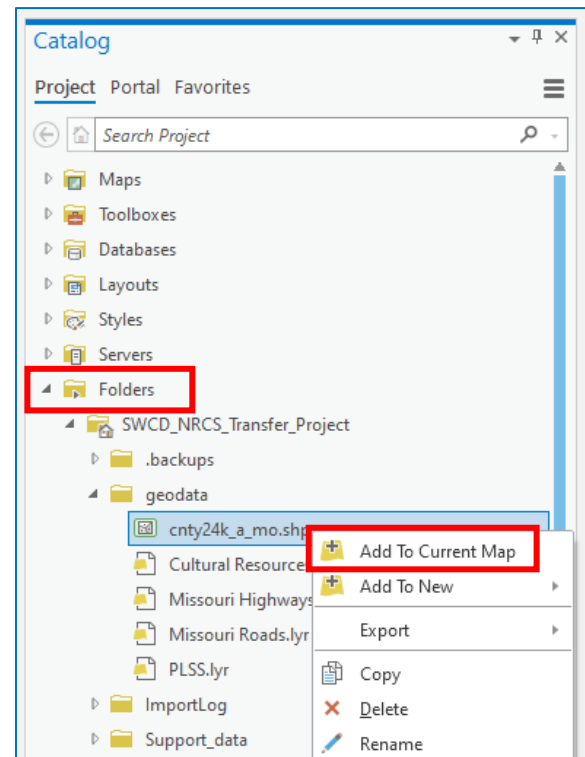 Catalog
Project Portal Favorites
Search Project
Maps
Toolboxes
Databases
Layouts
Styles
Servers
Folders
SWCD_NRCS_Transfer_Project
.backups
geodata
cnty24k_a_mo.shp
Add To Current Map
Cultural Resource
Add To New
Missouri Highways
Export
Missouri Roads.lyr
PLSS.lyr
Copy
ImportLog
Delete
Support_data
Rename